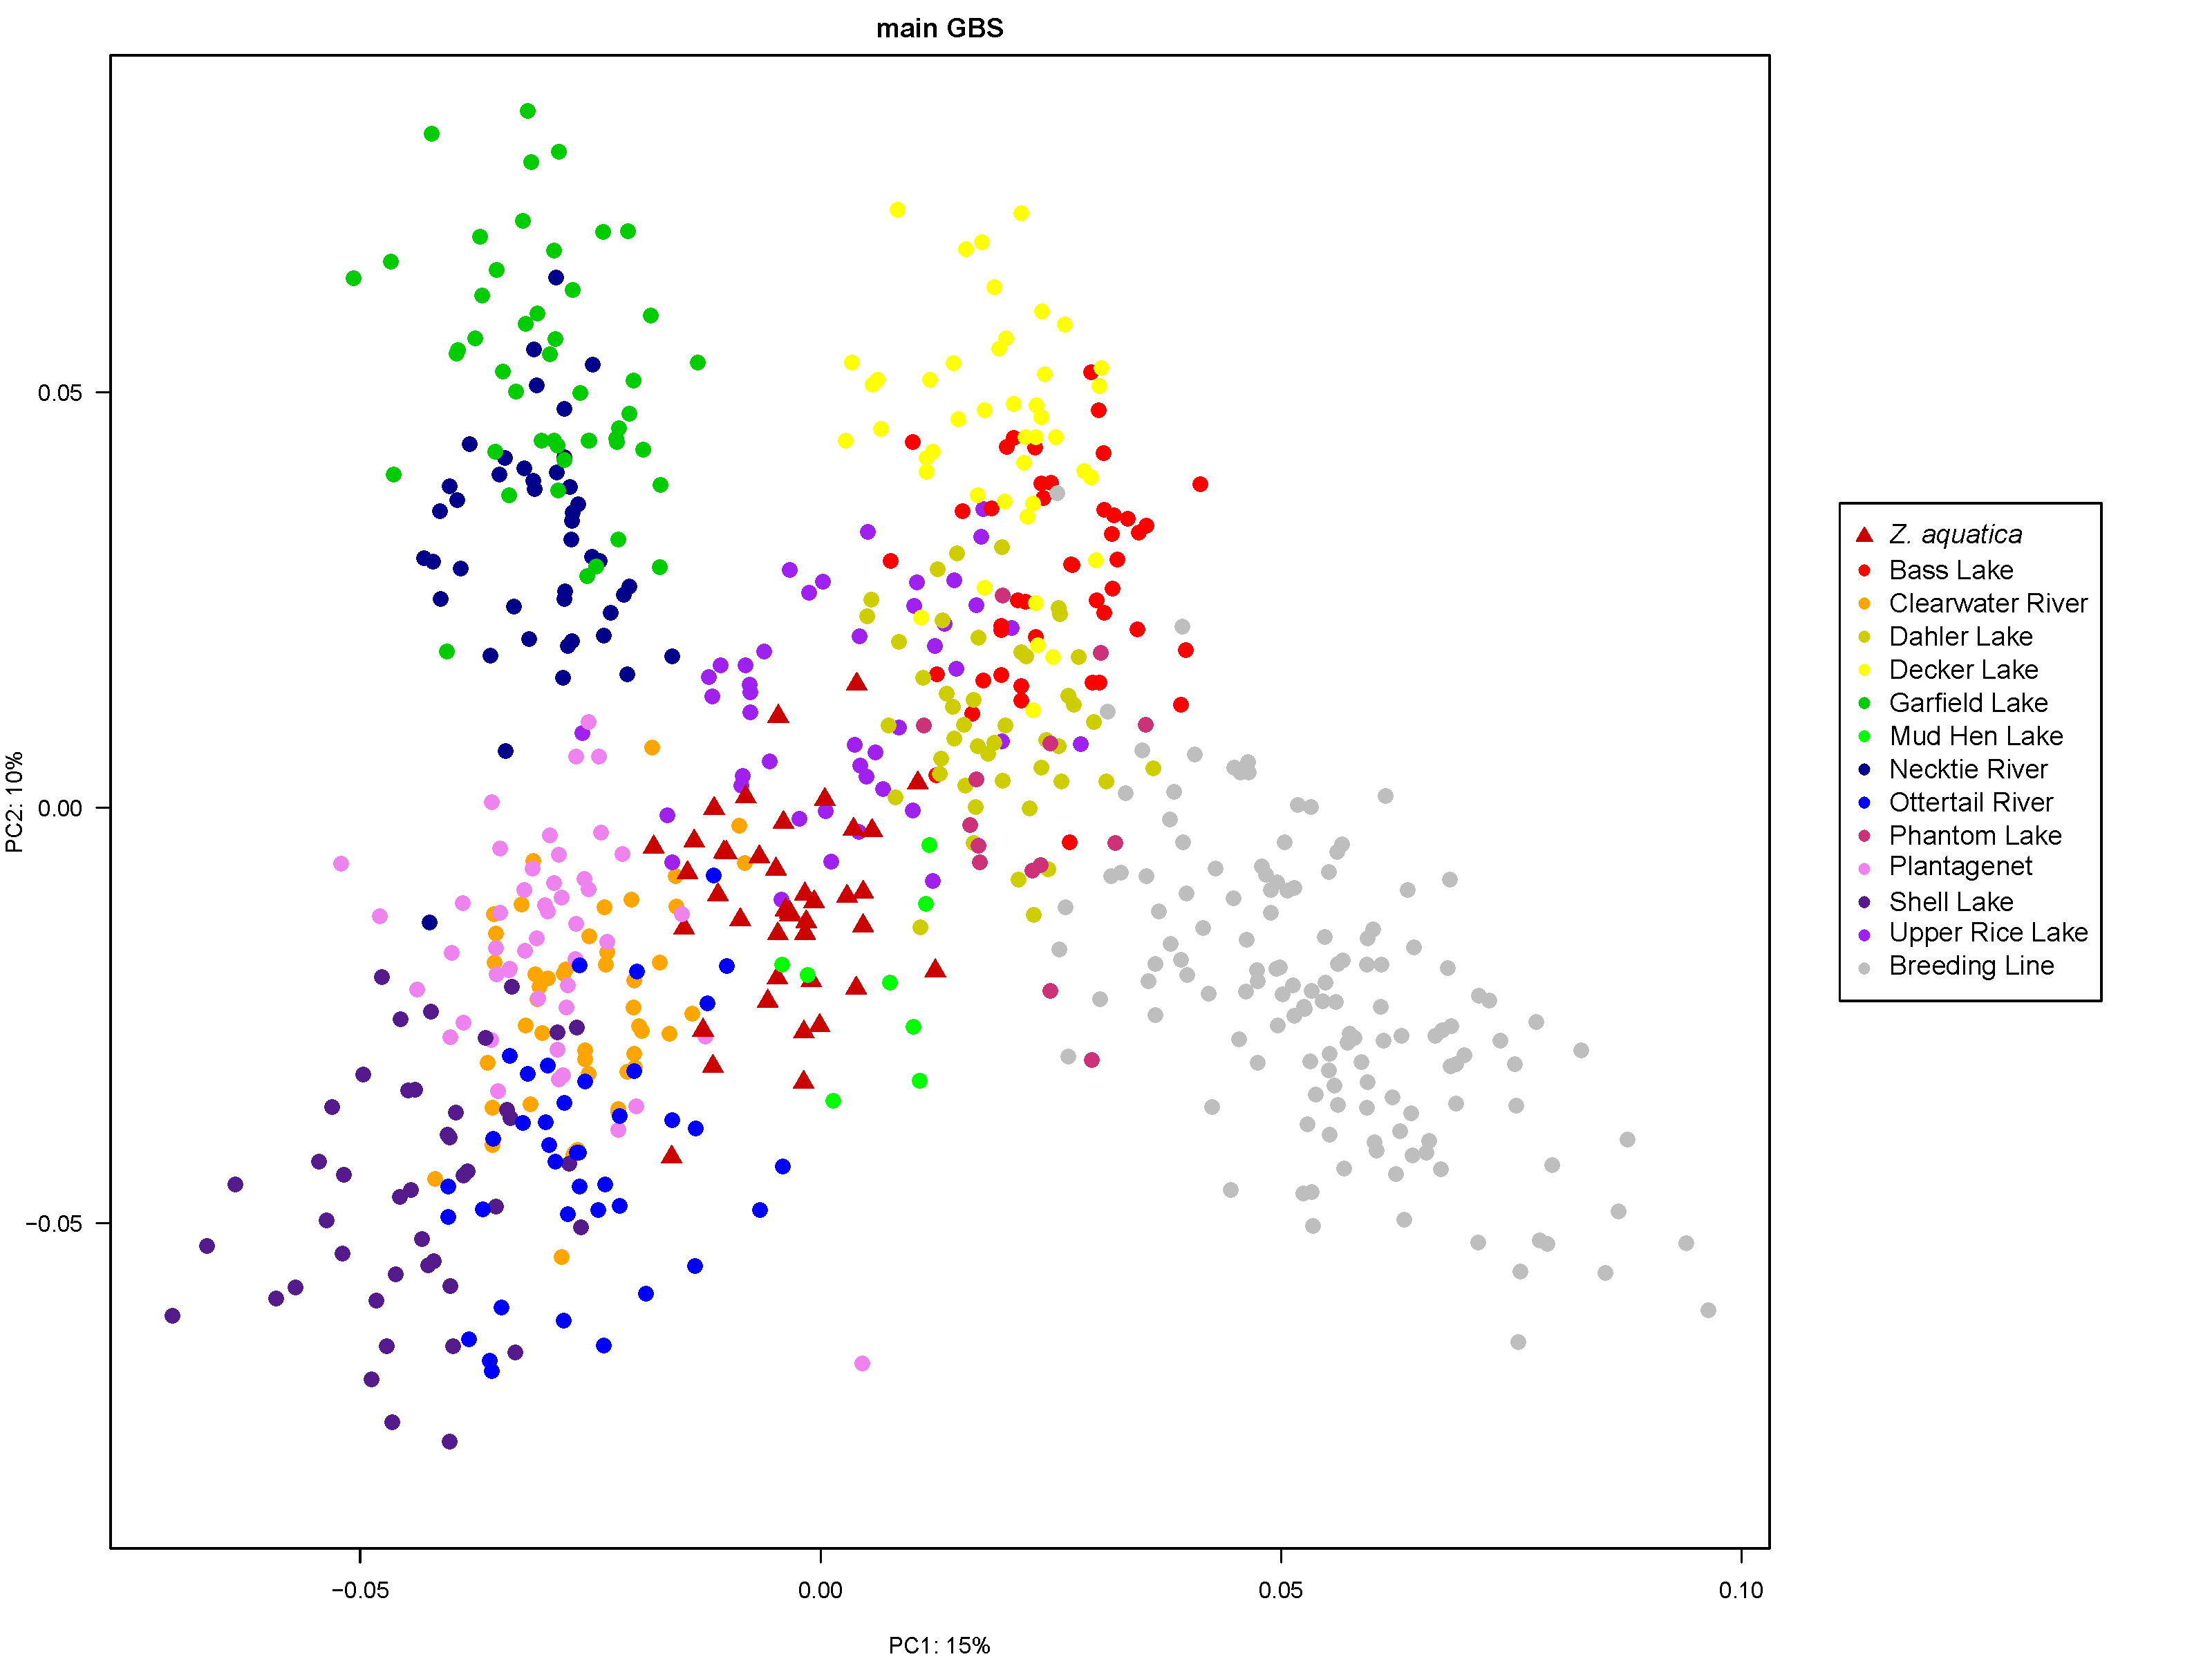 main GBS
PC2: 10%
0.05
0.00
−0.05
−0.05
0.00
0.05
0.10
PC1: 15%
Z. aquatica
Bass Lake
Clearwater River
Dahler Lake
Decker Lake
Garfield Lake
Mud Hen Lake
Necktie River
Ottertail River
Phantom Lake
Plantagenet
Shell Lake
Upper Rice Lake
Breeding Line